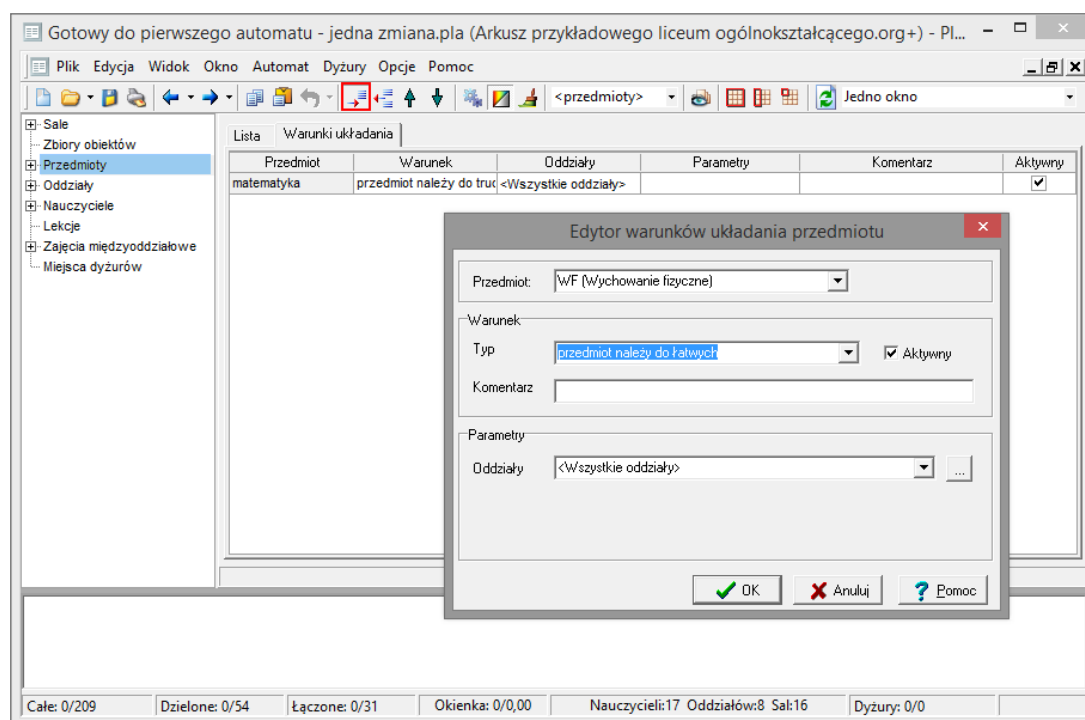 Gotowy do pierwszego automatu - jedna zmiana.pla (Arkusz przykładowego liceum ogólnokształcącego.org+) - Pl...
Plik Edycja Widok Okno Automat Dyżury Opcje Pomoc
<przedmioty> Jedno okno
Sale
Zbiory obiektów
Przedmioty
Oddziały
Nauczyciele
Lekcje
Zajęcia międzyoddziałowe
Miejsca dyżurów
Lista Warunki układania
Przedmiot Warunek Oddziały Parametry Komentarz Aktywny
matematyka przedmiot należy do truc <Wszystkie oddziały>
Edytor warunków układania przedmiotu
Przedmiot: WF (Wychowanie fizyczne)
Warunek
Typ przedmiot należy do łatwych Aktywny
Komentarz
Parametry
Oddziały <Wszystkie oddziały> ...
OK Anuluj Pomoc
Całe: 0/209 Dzielone: 0/54 Łączone: 0/31 Okienka: 0/0,00 Nauczycieli:17 Oddziałów:8 Sal:16 Dyżury: 0/0